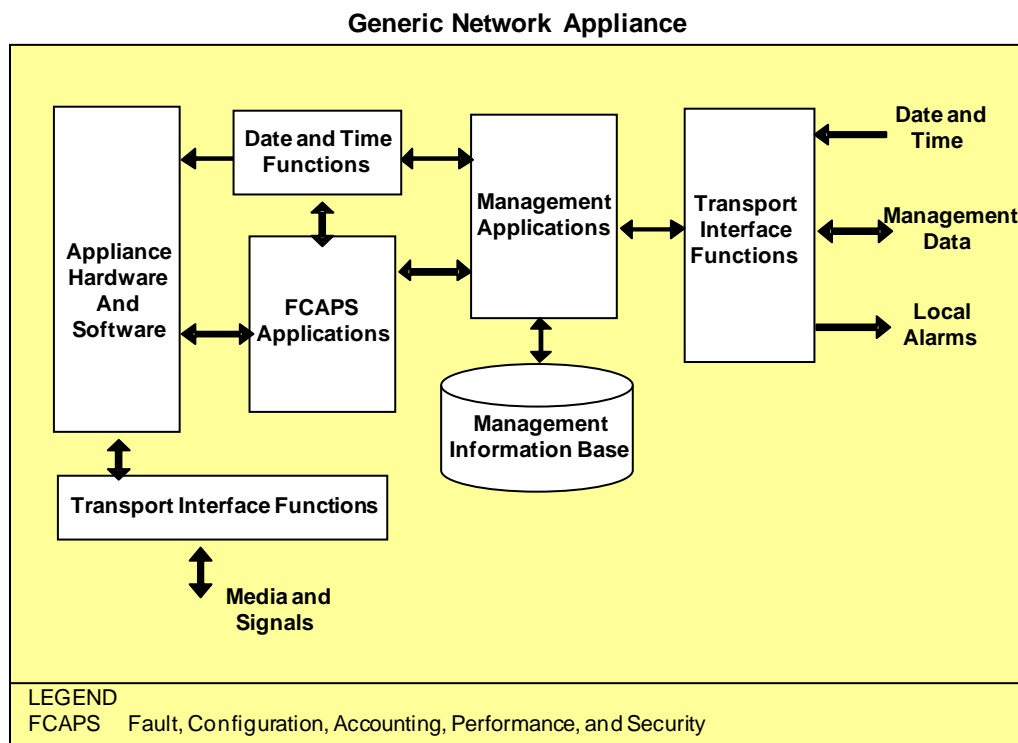 Generic Network Appliance
Date and Time
Functions
Appliance
Hardware
And
Software
FCAPS
Applications
Management
Applications
Management
Information Base
Transport
Interface
Functions
Date and
Time
Management
Data
Local
Alarms
Transport Interface Functions
Media and
Signals
LEGEND
FCAPS Fault, Configuration, Accounting, Performance, and Security